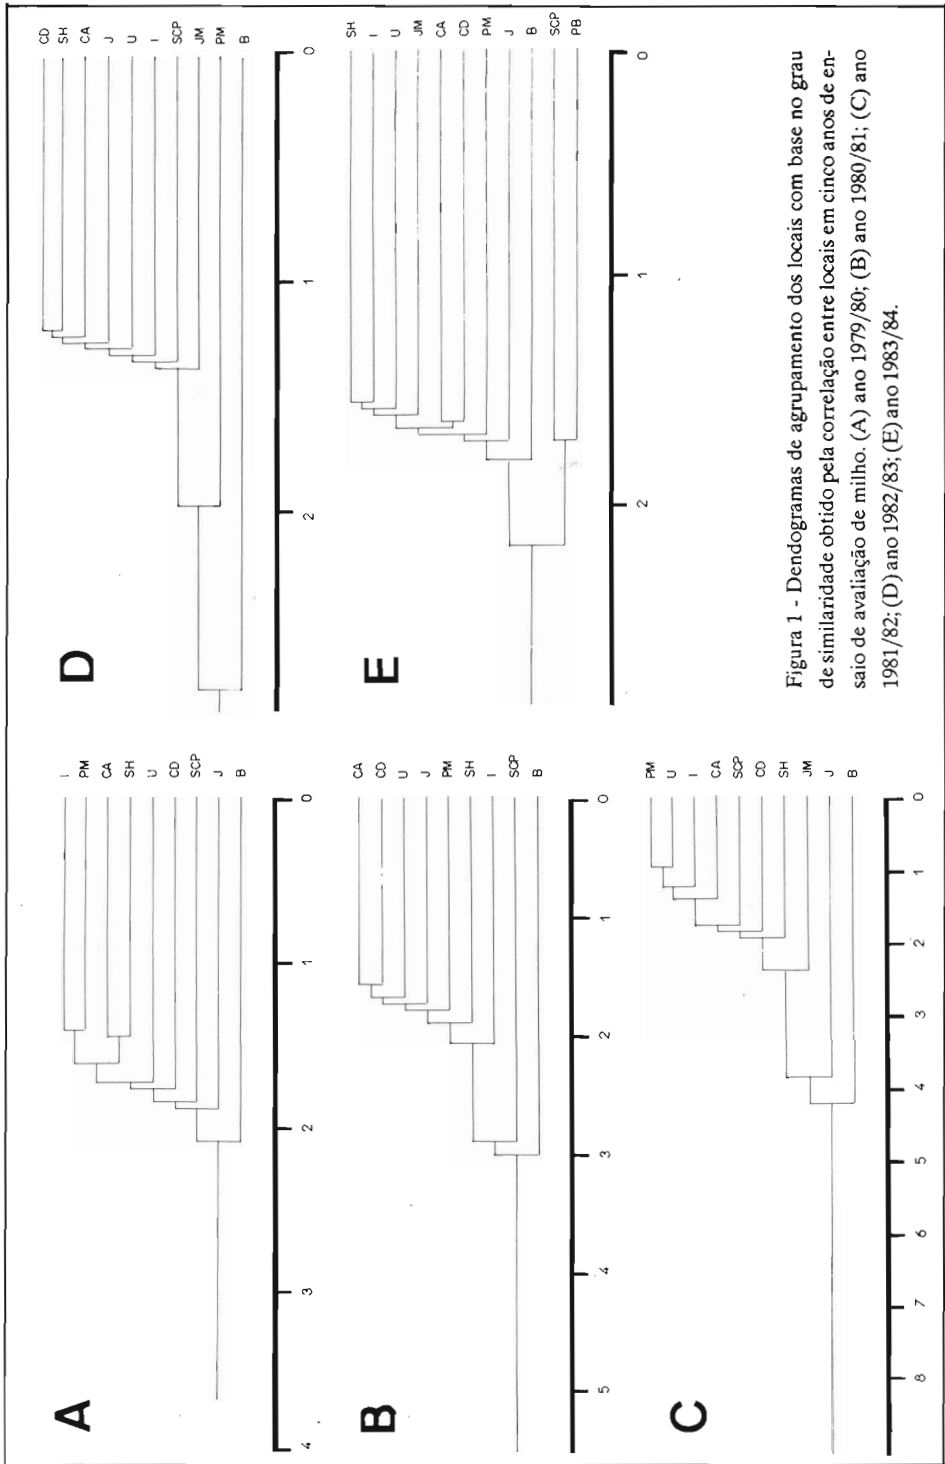 A
I
PM
CA
SH
U
CD
SCP
J
B
4 3 2 1 0
B
CA
CD
U
J
PM
SH
I
SCP
B
5 4 3 2 1 0
C
PM
U
I
CA
SCP
CD
SH
JM
J
B
8 7 6 5 4 3 2 1 0
D
CD
SH
CA
J
U
I
SCP
JM
PM
B
2 1 0
E
SH
I
U
JM
CA
CD
PM
J
B
SCP
PB
2 1 0
Figura 1 - Dendogramas de agrupamento dos locais com base no grau
de similaridade obtido pela correlação entre locais em cinco anos de en-
saio de avaliação de milho. (A) ano 1979/80; (B) ano 1980/81; (C) ano
1981/82; (D) ano 1982/83; (E) ano 1983/84.